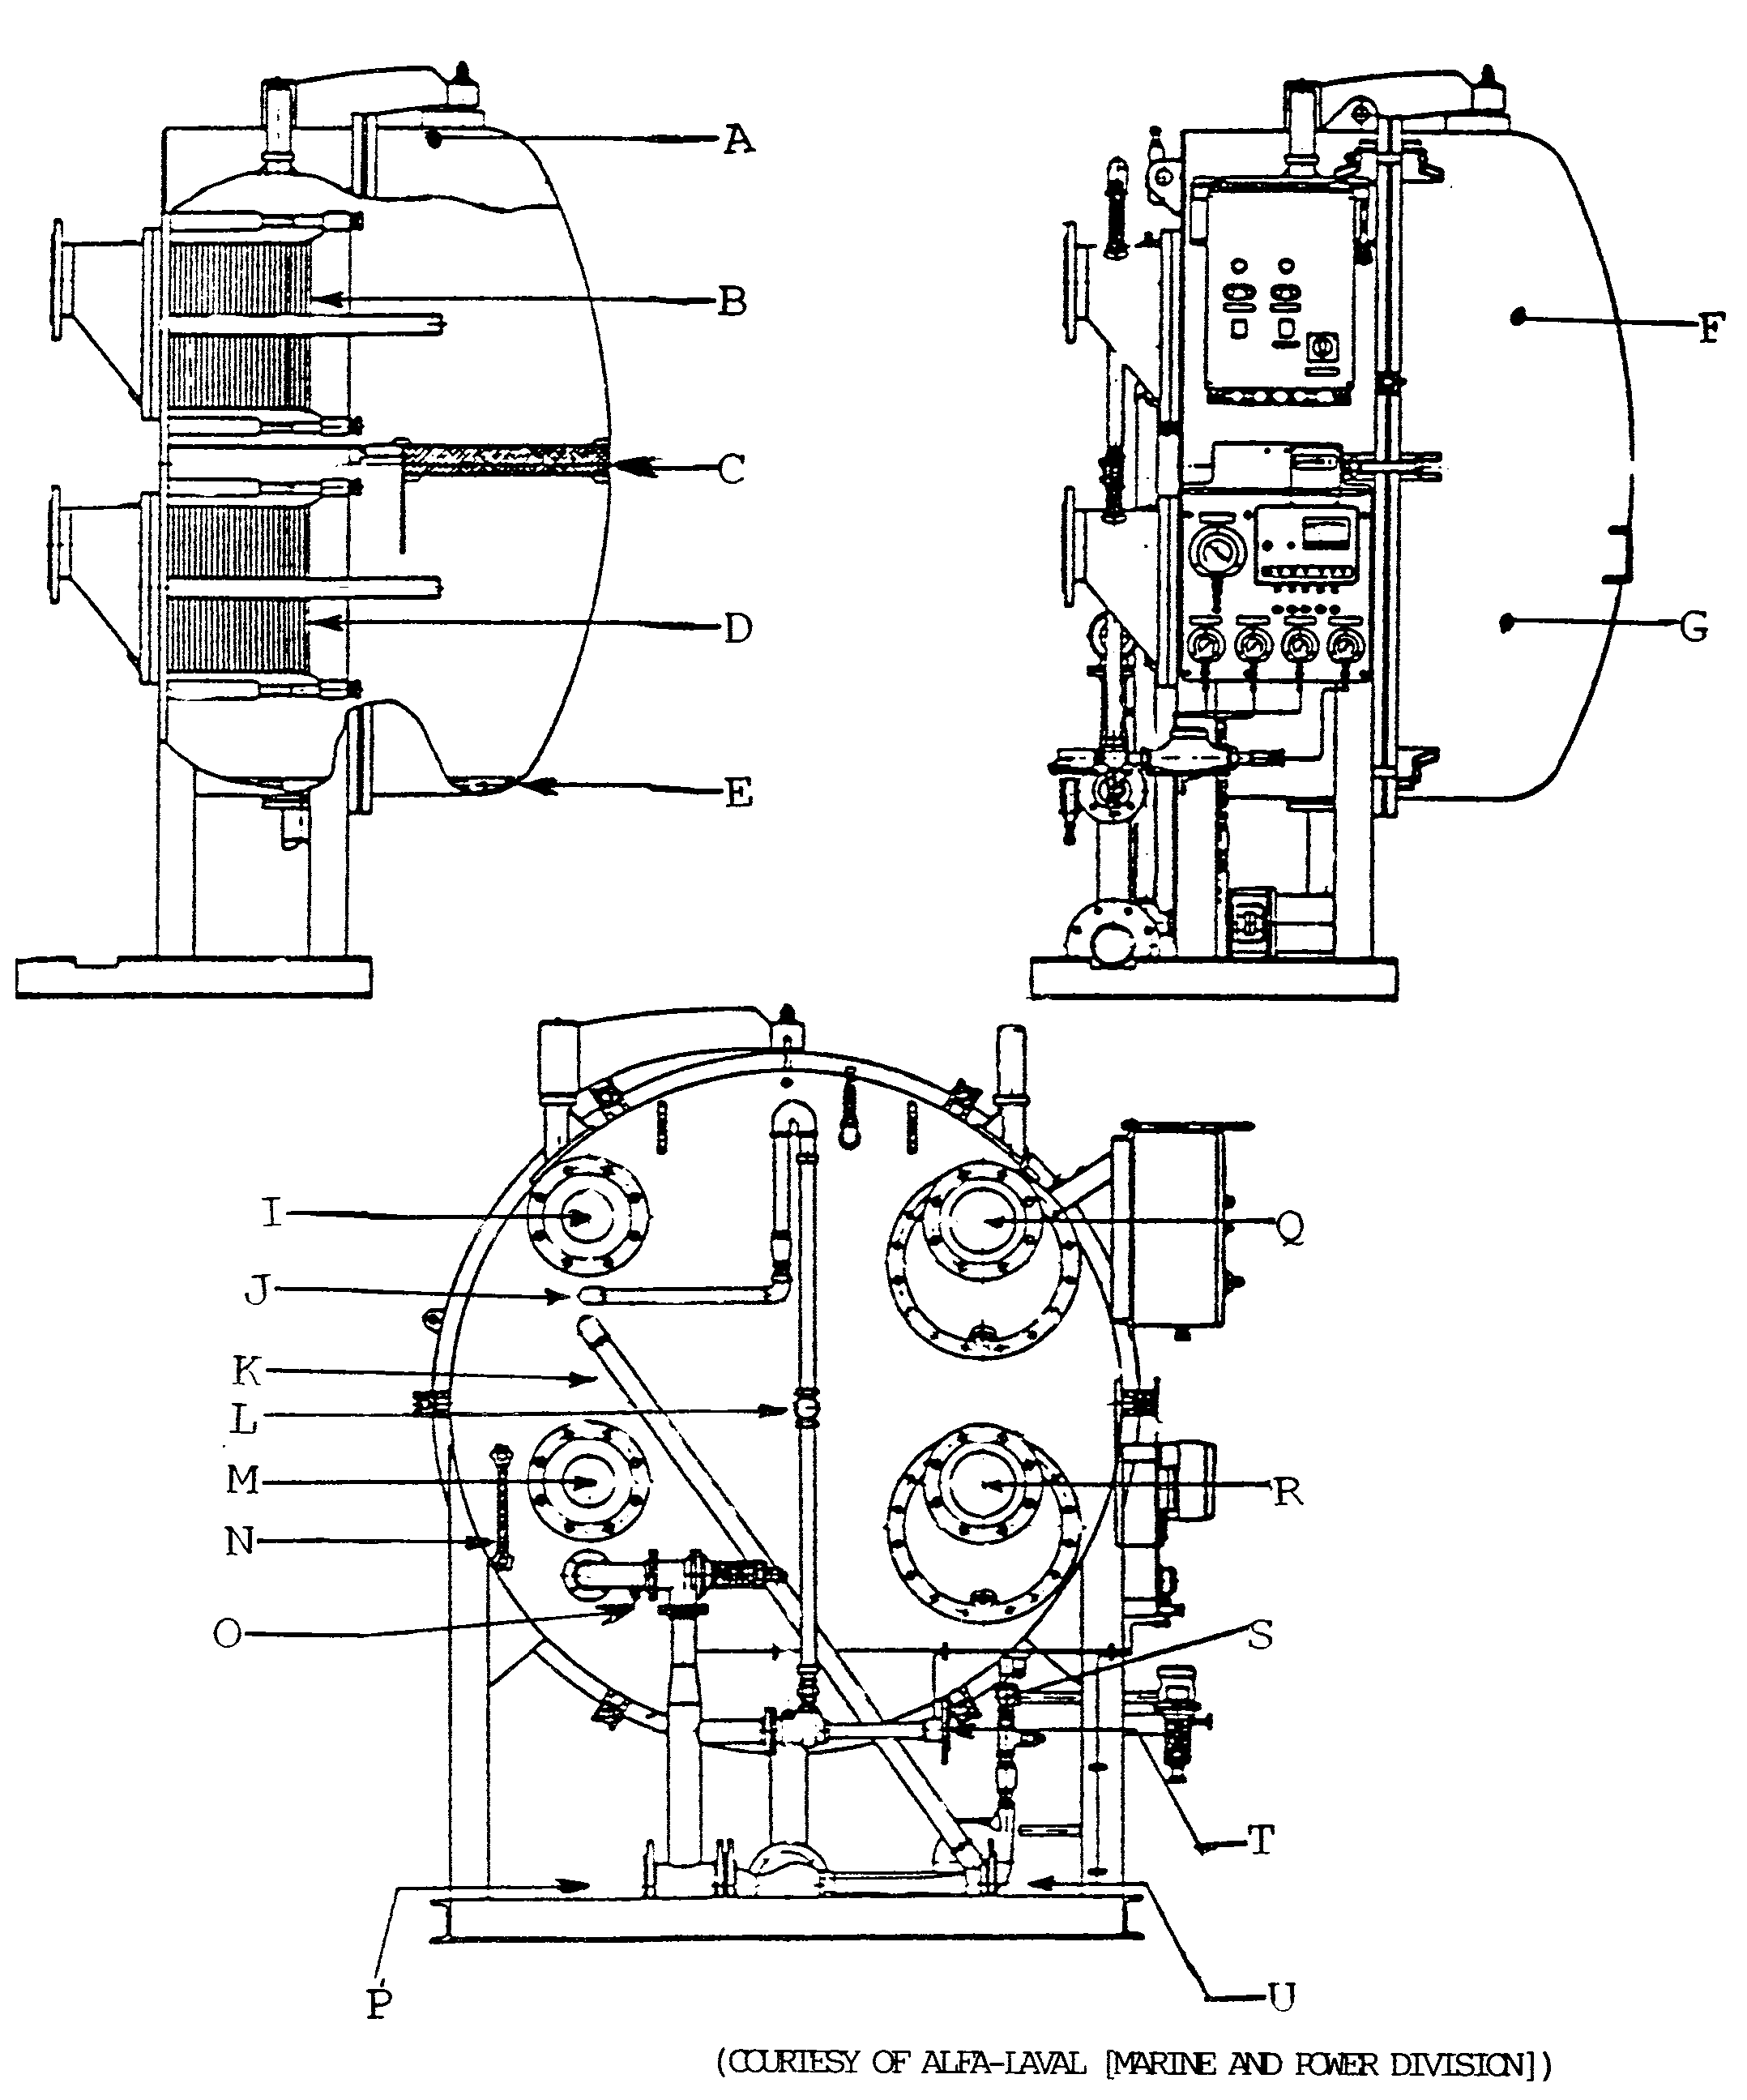 A
B
C
D
E
F
G
I
J
K
L
M
N
O
P
Q
R
S
T
U
(COURTESY OF ALFA-LAVAL [MARINE AND POWER DIVISION])